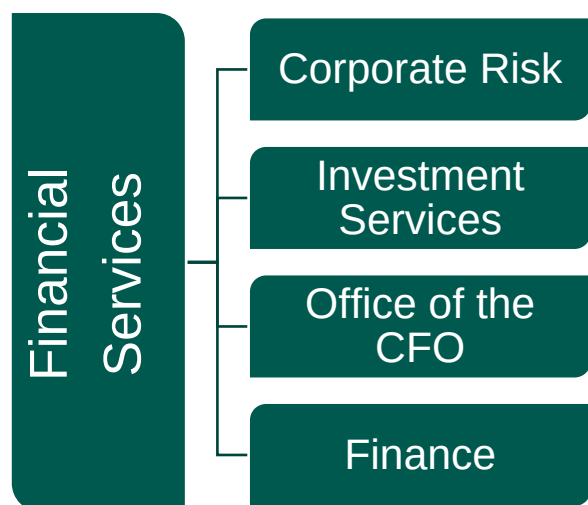 Financial
Services
Corporate Risk
Investment
Services
Office of the
CFO
Finance